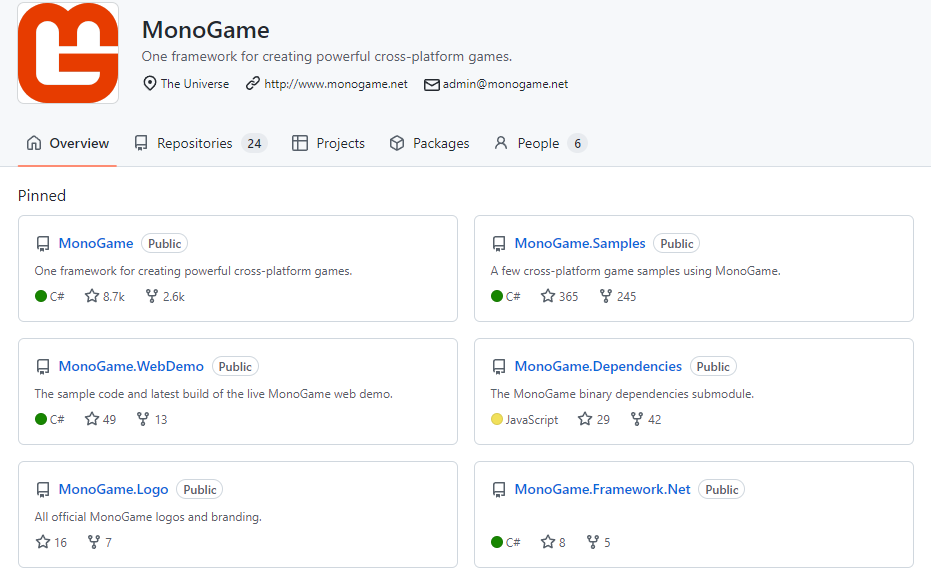 MonoGame
One framework for creating powerful cross-platform games.
The Universe http://www.monogame.net admin@monogame.net
Overview Repositories 24 Projects Packages People 6
Pinned
MonoGame Public
One framework for creating powerful cross-platform games.
C# 8.7k 2.6k
MonoGame.Samples Public
A few cross-platform game samples using MonoGame.
C# 365 245
MonoGame.WebDemo Public
The sample code and latest build of the live MonoGame web demo.
C# 49 13
MonoGame.Dependencies Public
The MonoGame binary dependencies submodule.
JavaScript 29 42
MonoGame.Logo Public
All official MonoGame logos and branding.
16 7
MonoGame.Framework.Net Public
C# 8 5